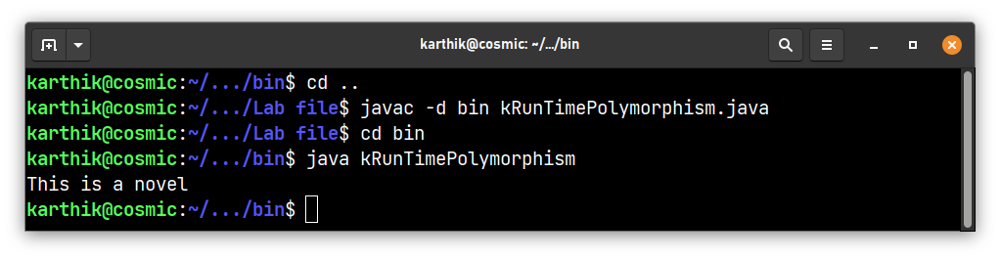 karthik@cosmic: ~/.../bin
karthik@cosmic:~/.../bin$ cd ..
karthik@cosmic:~/.../Lab file$ javac -d bin kRunTimePolymorphism.java
karthik@cosmic:~/.../Lab file$ cd bin
karthik@cosmic:~/.../bin$ java kRunTimePolymorphism
This is a novel
karthik@cosmic:~/.../bin$